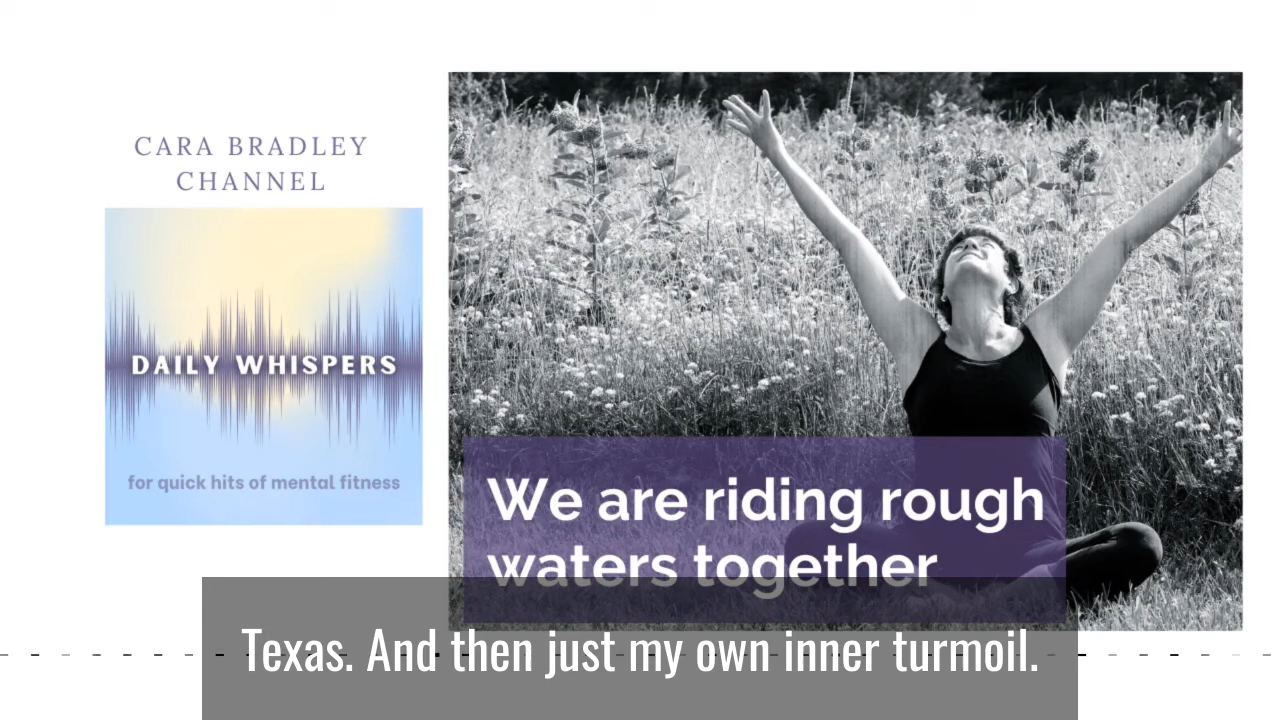 CARA BRADLEY
CHANNEL
DAILY WHISPERS
for quick hits of mental fitness
We are riding rough
waters together
Texas. And then just my own inner turmoil.